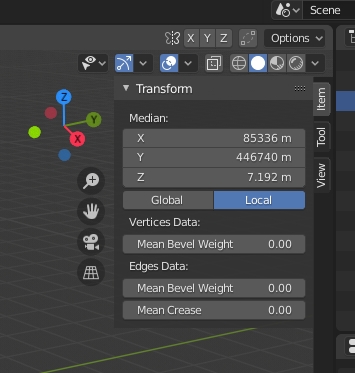 Scene
X Y Z Options
Transform
Median:
X 85336 m
Y 446740 m
Z 7.192 m
Global Local
Vertices Data:
Mean Bevel Weight 0.00
Edges Data:
Mean Bevel Weight 0.00
Mean Crease 0.00
Item
Tool
View
Z
Y
X